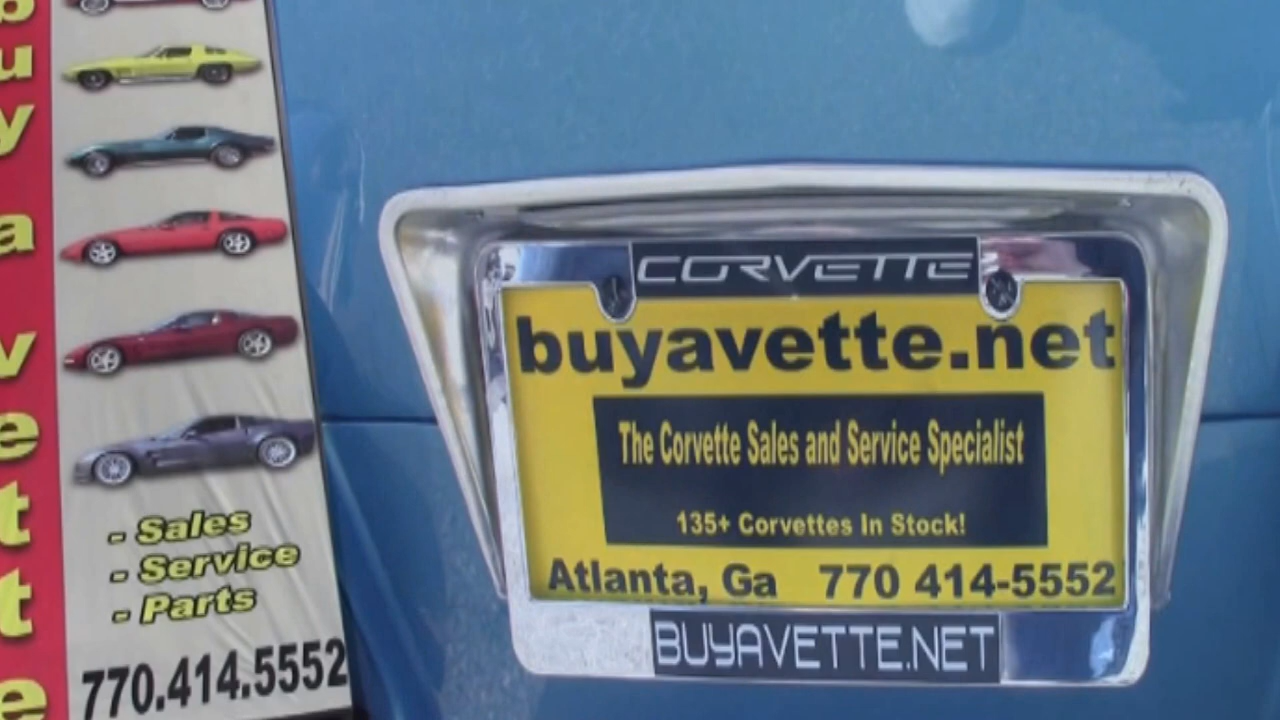 b
u
y
a
v
e
t
t
e
- Sales
- Service
- Parts
770.414.5552
CORVETTE
buyavette.net
The Corvette Sales and Service Specialist
135+ Corvettes In Stock!
Atlanta, Ga 770 414-5552
BUYAVETTE.NET